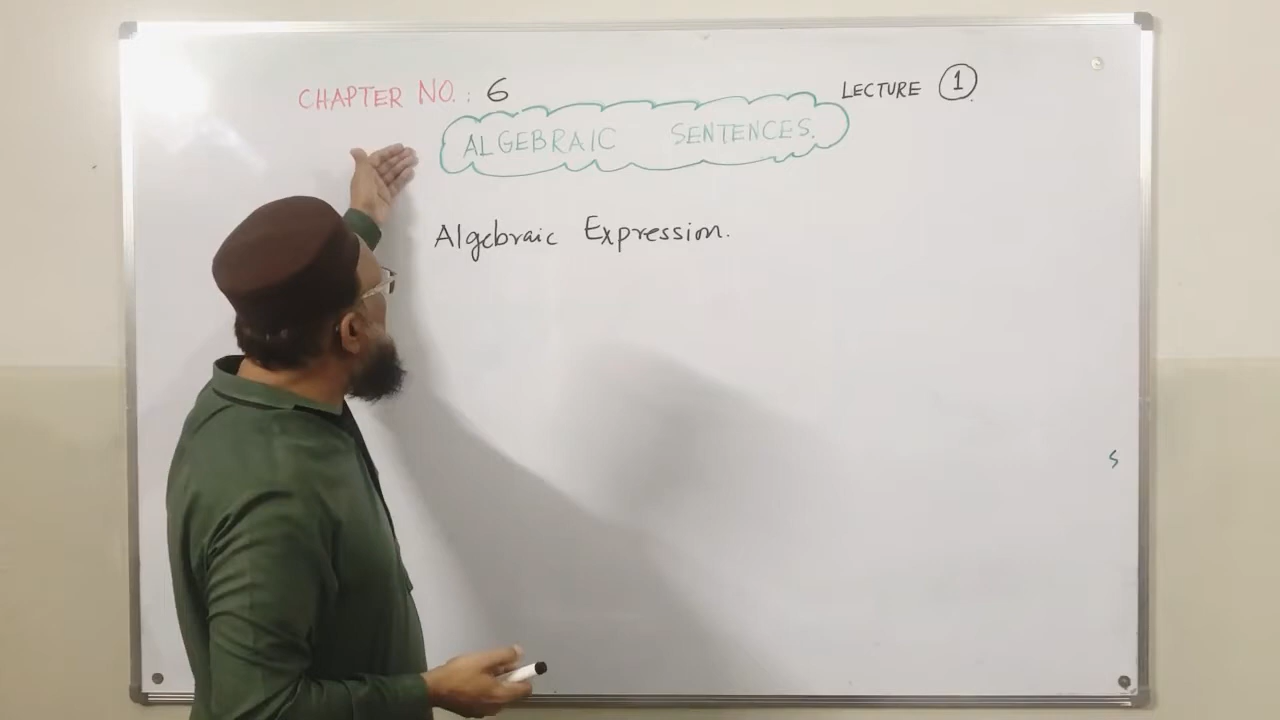 CHAPTER NO.: 6
LECTURE 1
ALGEBRAIC SENTENCES.
Algebraic Expression.
S